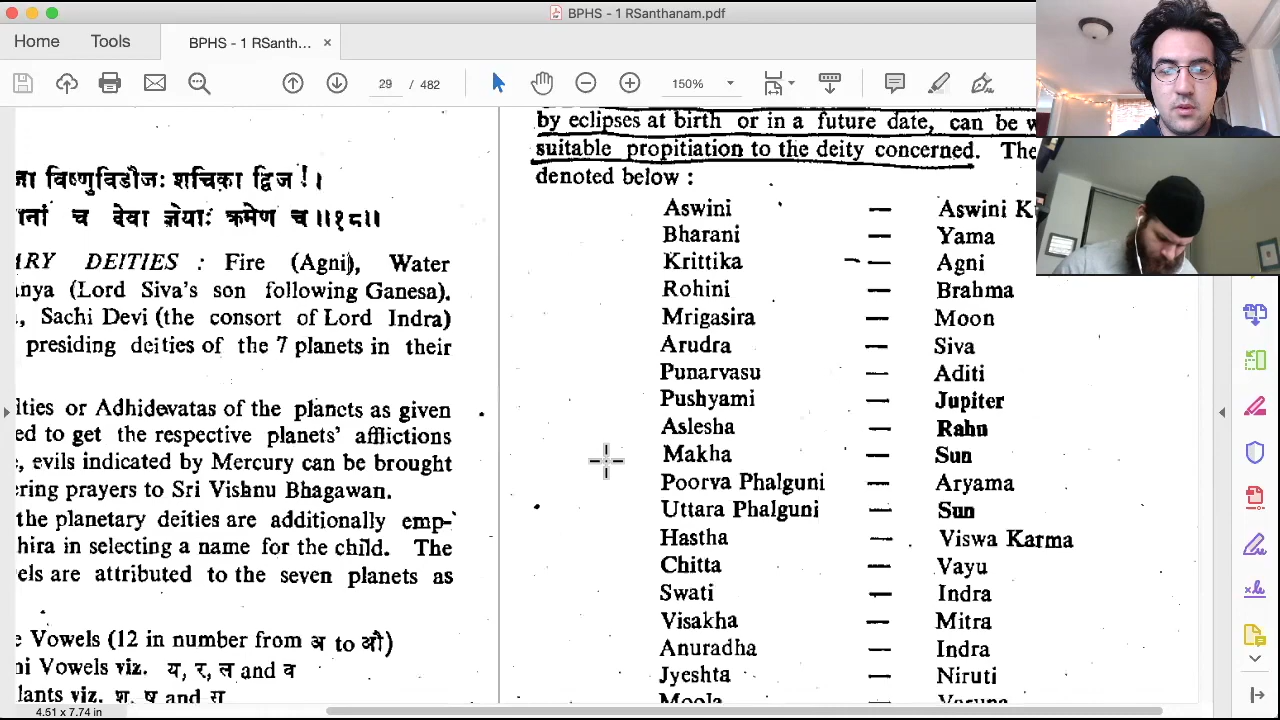 BPHS - 1 RSanthanam.pdf
Home
Tools
BPHS - 1 RSanth...
29 / 482
150%
विष्णुविडौजः शचिका द्विज !।
नां च देवा ज्ञेयाः क्रमेण च ॥१८॥
ARY DEITIES : Fire (Agni), Water
nya (Lord Siva's son following Ganesa).
, Sachi Devi (the consort of Lord Indra)
presiding deities of the 7 planets in their
ities or Adhidevatas of the planets as given
ed to get the respective planets' afflictions
, evils indicated by Mercury can be brought
ering prayers to Sri Vishnu Bhagawan.
the planetary deities are additionally emp-
hira in selecting a name for the child. The
els are attributed to the seven planets as
e Vowels (12 in number from अ to औ)
ni Vowels viz. य, र, ल and व
lants viz. श, ष and स
by eclipses at birth or in a future date, can be w
suitable propitiation to the deity concerned. The
denoted below :
Aswini — Aswini K
Bharani — Yama
Krittika — Agni
Rohini — Brahma
Mrigasira — Moon
Arudra — Siva
Punarvasu — Aditi
Pushyami — Jupiter
Aslesha — Rahu
Makha — Sun
Poorva Phalguni — Aryama
Uttara Phalguni — Sun
Hastha — Viswa Karma
Chitta — Vayu
Swati — Indra
Visakha — Mitra
Anuradha — Indra
Jyeshta — Niruti
Moola — Varuna
4.51 x 7.74 in